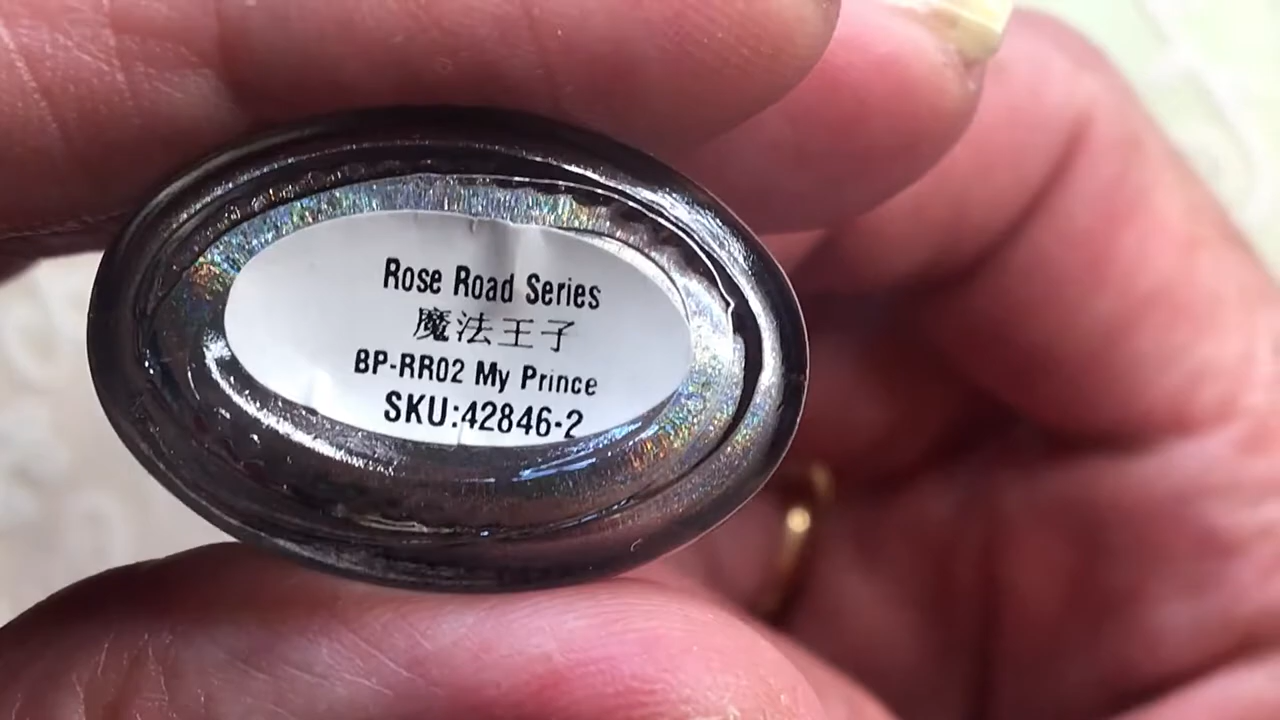 Rose Road Series
魔法王子
BP-RR02 My Prince
SKU:42846-2